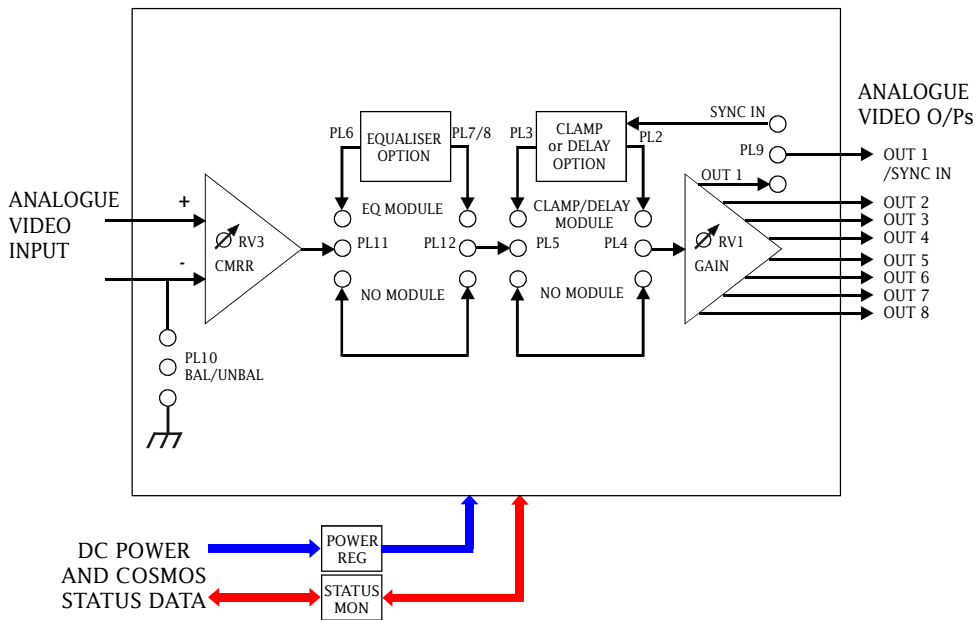 ANALOGUE
VIDEO
INPUT
+
-
RV3
CMRR
PL10
BAL/UNBAL
PL6
EQUALISER
OPTION
PL7/8
EQ MODULE
PL11
PL12
NO MODULE
PL3
CLAMP
or DELAY
OPTION
PL2
CLAMP/DELAY
MODULE
PL5
PL4
NO MODULE
SYNC IN
PL9
OUT 1
RV1
GAIN
ANALOGUE
VIDEO O/Ps
OUT 1
/SYNC IN
OUT 2
OUT 3
OUT 4
OUT 5
OUT 6
OUT 7
OUT 8
DC POWER
AND COSMOS
STATUS DATA
POWER
REG
STATUS
MON